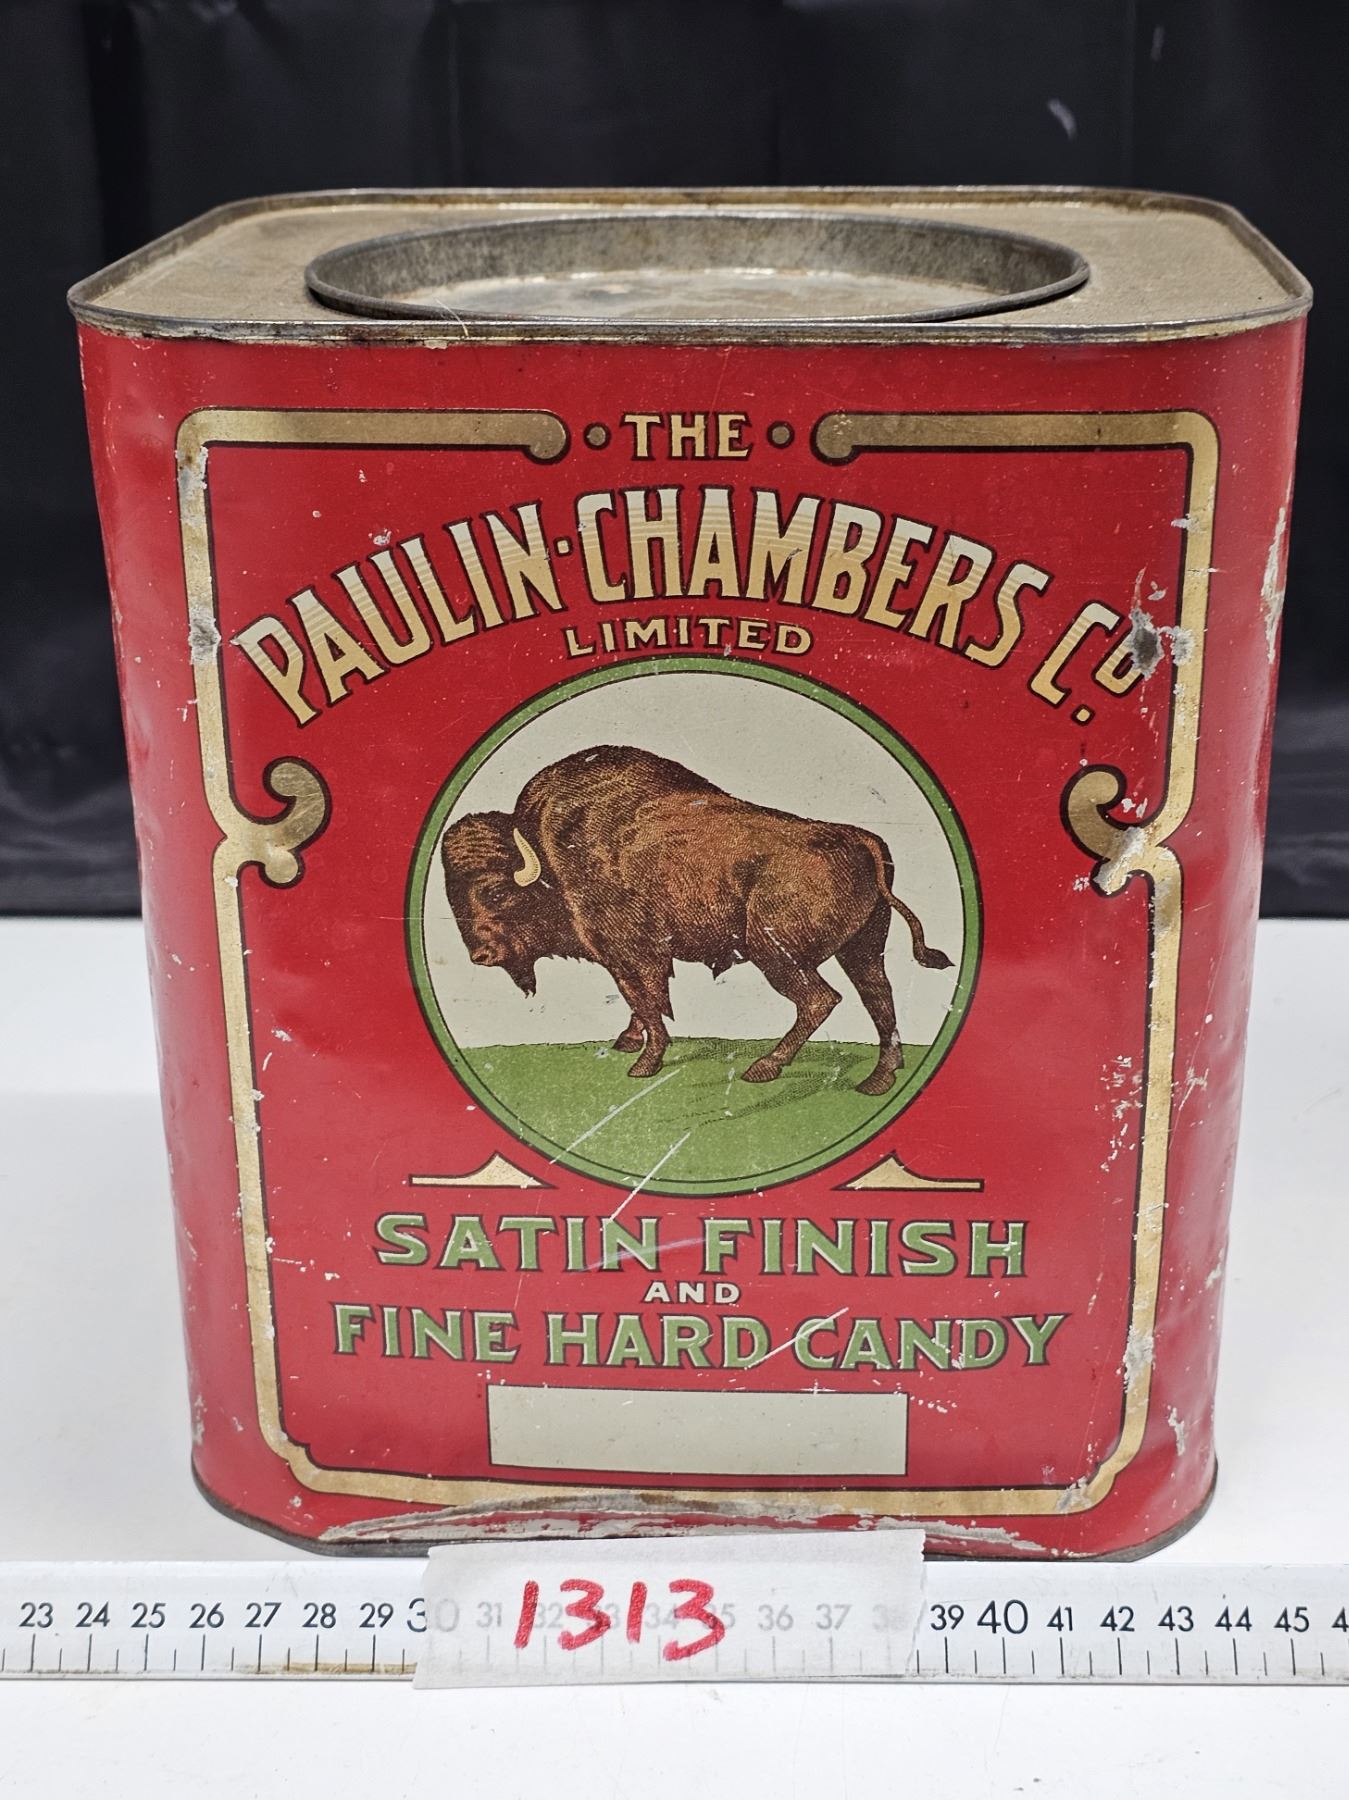 • THE •
PAULIN-CHAMBERS Co.
LIMITED
SATIN FINISH
AND
FINE HARD CANDY
1313
23 24 25 26 27 28 29 30 31 32 33 34 35 36 37 38 39 40 41 42 43 44 45